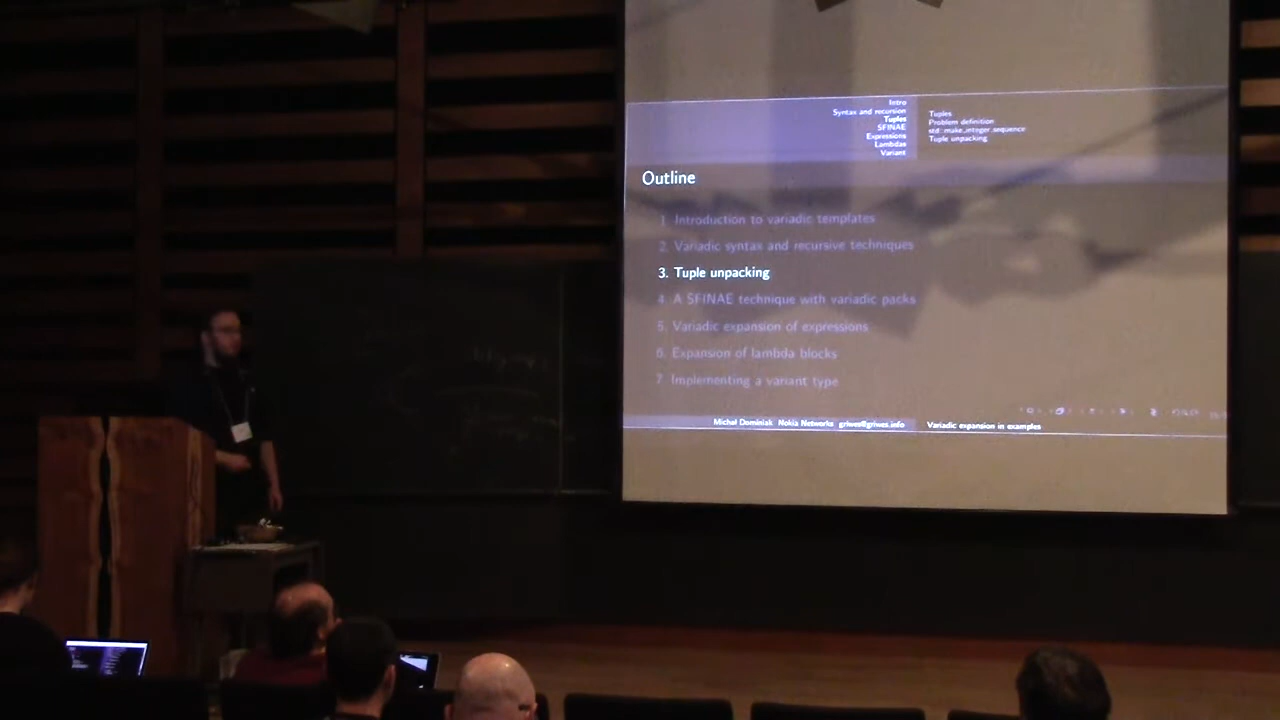 Intro
Syntax and recursion
Tuples
SFINAE
Expressions
Lambdas
Variant
Tuples
Problem definition
std::make_integer_sequence
Tuple unpacking
Outline
1. Introduction to variadic templates
2. Variadic syntax and recursive techniques
3. Tuple unpacking
4. A SFINAE technique with variadic packs
5. Variadic expansion of expressions
6. Expansion of lambda blocks
7. Implementing a variant type
Michał Dominiak Nokia Networks griwes@griwes.info
Variadic expansion in examples